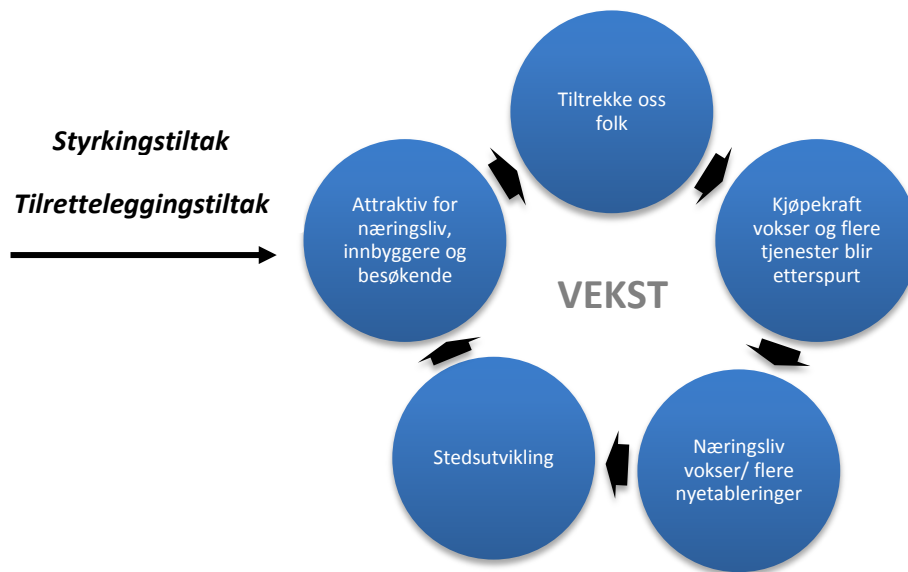 Styrkingstiltak
Tilretteleggingstiltak
Tiltrekke oss
folk
Kjøpekraft
vokser og flere
tjenester blir
etterspurt
Næringsliv
vokser/ flere
nyetableringer
Stedsutvikling
Attraktiv for
næringsliv,
innbyggere og
besøkende
VEKST